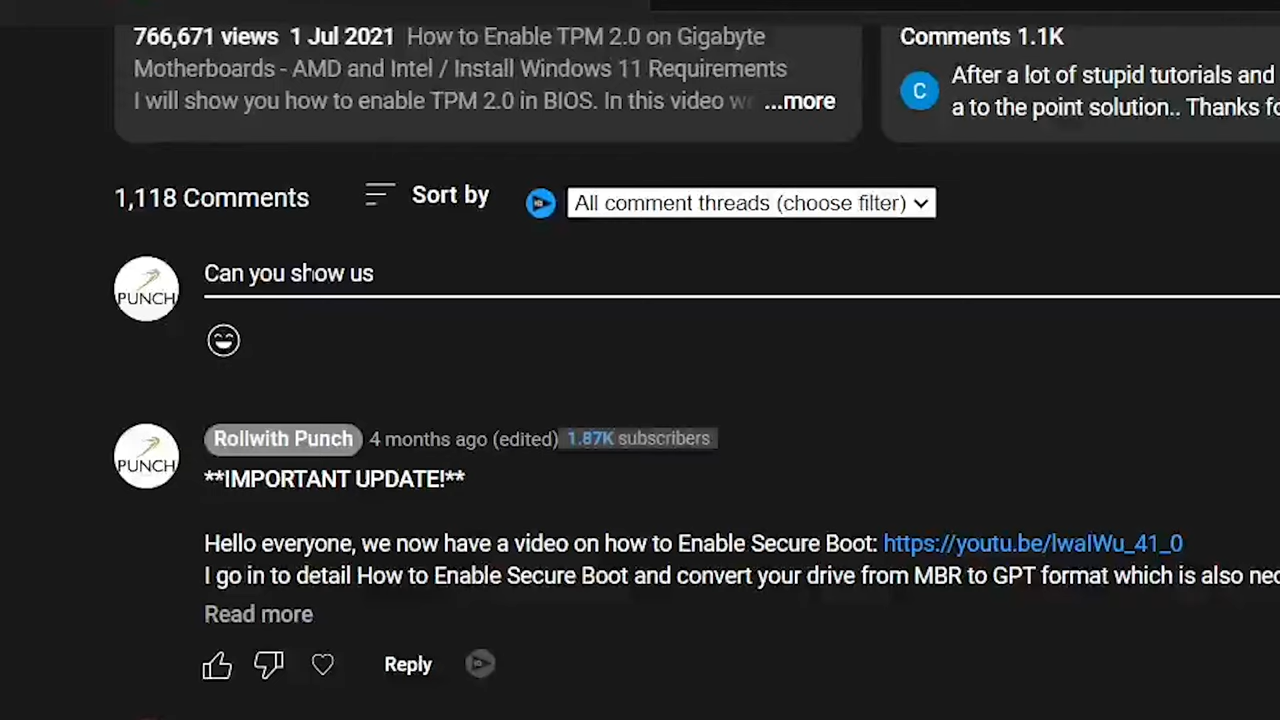 766,671 views 1 Jul 2021 How to Enable TPM 2.0 on Gigabyte
Motherboards - AMD and Intel / Install Windows 11 Requirements
I will show you how to enable TPM 2.0 in BIOS. In this video ...more
Comments 1.1K
C
After a lot of stupid tutorials and
a to the point solution.. Thanks
1,118 Comments
Sort by
All comment threads (choose filter)
PUNCH
Can you show us
PUNCH
Rollwith Punch 4 months ago (edited) 1.87K subscribers
**IMPORTANT UPDATE!**
Hello everyone, we now have a video on how to Enable Secure Boot: https://youtu.be/lwalWu_41_0
I go in to detail How to Enable Secure Boot and convert your drive from MBR to GPT format which is also
Read more
Reply